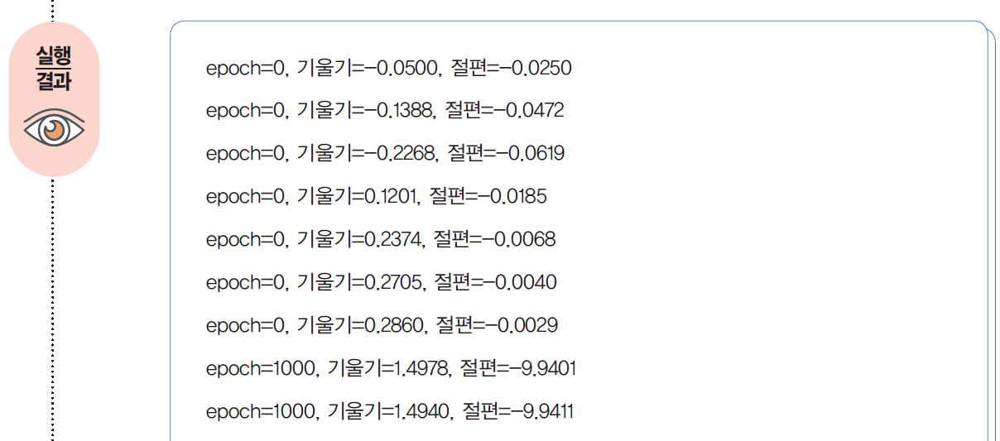 실행
결과
epoch=0, 기울기=-0.0500, 절편=-0.0250
epoch=0, 기울기=-0.1388, 절편=-0.0472
epoch=0, 기울기=-0.2268, 절편=-0.0619
epoch=0, 기울기=0.1201, 절편=-0.0185
epoch=0, 기울기=0.2374, 절편=-0.0068
epoch=0, 기울기=0.2705, 절편=-0.0040
epoch=0, 기울기=0.2860, 절편=-0.0029
epoch=1000, 기울기=1.4978, 절편=-9.9401
epoch=1000, 기울기=1.4940, 절편=-9.9411